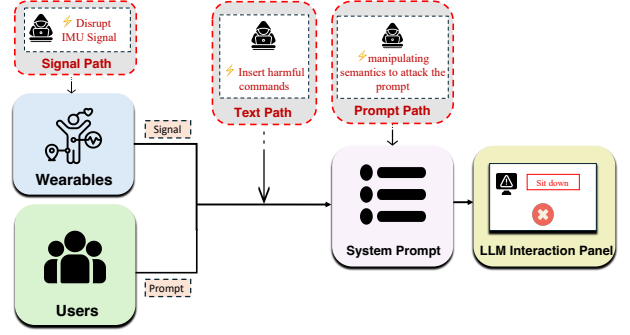 ⚡ Disrupt
IMU Signal
Signal Path
⚡ Insert harmful
commands
Text Path
⚡manipulating
semantics to attack the
prompt
Prompt Path
Wearables
Signal
Users
Prompt
System Prompt
Sit down
LLM Interaction Panel